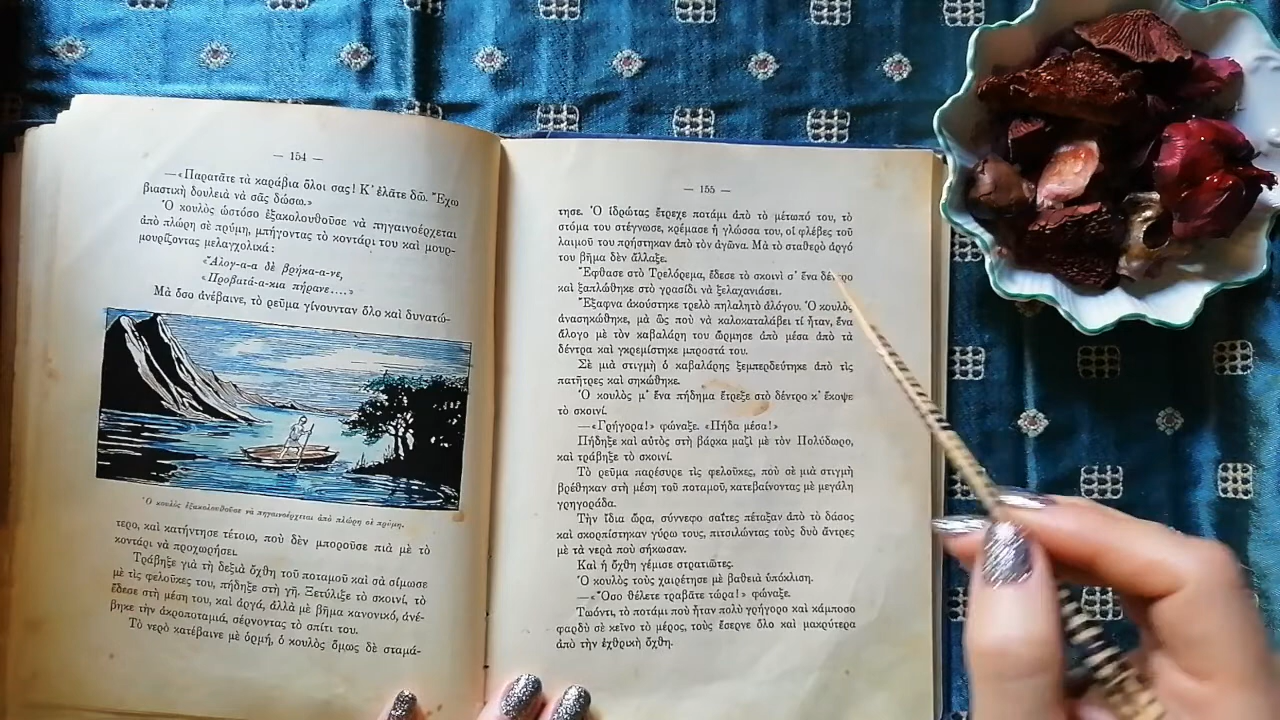 — 154 —
—«Παρατᾶτε τὰ καράβια ὅλοι σας! Κ᾿ ἐλᾶτε δῶ. Ἔχω
βιαστικὴ δουλειὰ νὰ σᾶς δώσω.»
Ὁ κουλὸς ὡστόσο ἐξακολουθοῦσε νὰ πηγαινοέρχεται
ἀπὸ πλώρη σὲ πρύμη, μπήγοντας τὸ κοντάρι του καὶ μουρ-
μουρίζοντας μελαγχολικά:
«Ἄλογ-α-α δὲ βρήκα-α-νε,
«Προβατά-α-κια πήρανε....»
Μὰ ὅσο ἀνέβαινε, τὸ ρεῦμα γίνουνταν ὅλο καὶ δυνατώ-
Ὁ κουλὸς ἐξακολουθοῦσε νὰ πηγαινοέρχεται ἀπὸ πλώρη σὲ πρύμη.
τερο, καὶ κατήντησε τέτοιο, ποὺ δὲν μποροῦσε πιὰ μὲ τὸ
κοντάρι νὰ προχωρήσει.
Τράβηξε γιὰ τὴ δεξιὰ ὄχθη τοῦ ποταμοῦ καὶ σὰ σίμωσε
μὲ τὶς φελοῦκες του, πήδηξε στὴ γῆ. Ξετύλιξε τὸ σκοινί, τὸ
ἔδεσε στὴ μέση του, καὶ ἀργά, ἀλλὰ μὲ βῆμα κανονικό, ἀνέ-
βηκε τὴν ἀκροποταμιά, σέρνοντας τὸ σπίτι του.
Τὸ νερὸ κατέβαινε μὲ ὁρμή, ὁ κουλὸς ὅμως δὲ σταμά-
— 155 —
τησε. Ὁ ἱδρώτας ἔτρεχε ποτάμι ἀπὸ τὸ μέτωπό του, τὸ
στόμα του στέγνωσε, κρέμασε ἡ γλώσσα του, οἱ φλέβες τοῦ
λαιμοῦ του πρήστηκαν ἀπὸ τὸν ἀγώνα. Μὰ τὸ σταθερὸ ἀργό
του βῆμα δὲν ἄλλαξε.
Ἔφθασε στὸ Τρελόρεμα, ἔδεσε τὸ σκοινὶ σ᾿ ἕνα δέντρο
καὶ ξαπλώθηκε στὸ γρασίδι νὰ ξελαχανιάσει.
Ἔξαφνα ἀκούστηκε τρελὸ πηλαλητὸ ἀλόγου. Ὁ κουλὸς
ἀνασηκώθηκε, μὰ ὣς ποὺ νὰ καλοκαταλάβει τί ἦταν, ἕνα
ἄλογο μὲ τὸν καβαλάρη του ὥρμησε ἀπὸ μέσα ἀπὸ τὰ
δέντρα καὶ γκρεμίστηκε μπροστά του.
Σὲ μιὰ στιγμὴ ὁ καβαλάρης ξεμπερδεύτηκε ἀπὸ τὶς
πατῆτρες καὶ σηκώθηκε.
Ὁ κουλὸς μ᾿ ἕνα πήδημα ἔτρεξε στὸ δέντρο κ᾿ ἔκοψε
τὸ σκοινί.
—«Γρήγορα!» φώναξε. «Πήδα μέσα!»
Πήδηξε καὶ αὐτὸς στὴ βάρκα μαζὶ μὲ τὸν Πολύδωρο,
καὶ τράβηξε τὸ σκοινί.
Τὸ ρεῦμα παρέσυρε τὶς φελοῦκες, ποὺ σὲ μιὰ στιγμὴ
βρέθηκαν στὴ μέση τοῦ ποταμοῦ, κατεβαίνοντας μὲ μεγάλη
γρηγοράδα.
Τὴν ἴδια ὥρα, σύννεφο σαΐτες πέταξαν ἀπὸ τὸ δάσος
καὶ σκορπίστηκαν γύρω τους, πιτσιλώντας τοὺς δυὸ ἄντρες
μὲ τὰ νερὰ ποὺ σήκωσαν.
Καὶ ἡ ὄχθη γέμισε στρατιῶτες.
Ὁ κουλὸς τοὺς χαιρέτησε μὲ βαθειὰ ὑπόκλιση.
—«Ὅσο θέλετε τραβᾶτε τώρα!» φώναξε.
Τωόντι, τὸ ποτάμι ποὺ ἦταν πολὺ γρήγορο καὶ κάμποσο
φαρδὺ σὲ κεῖνο τὸ μέρος, τοὺς ἔσερνε ὅλο καὶ μακρύτερα
ἀπὸ τὴν ἐχθρικὴ ὄχθη.